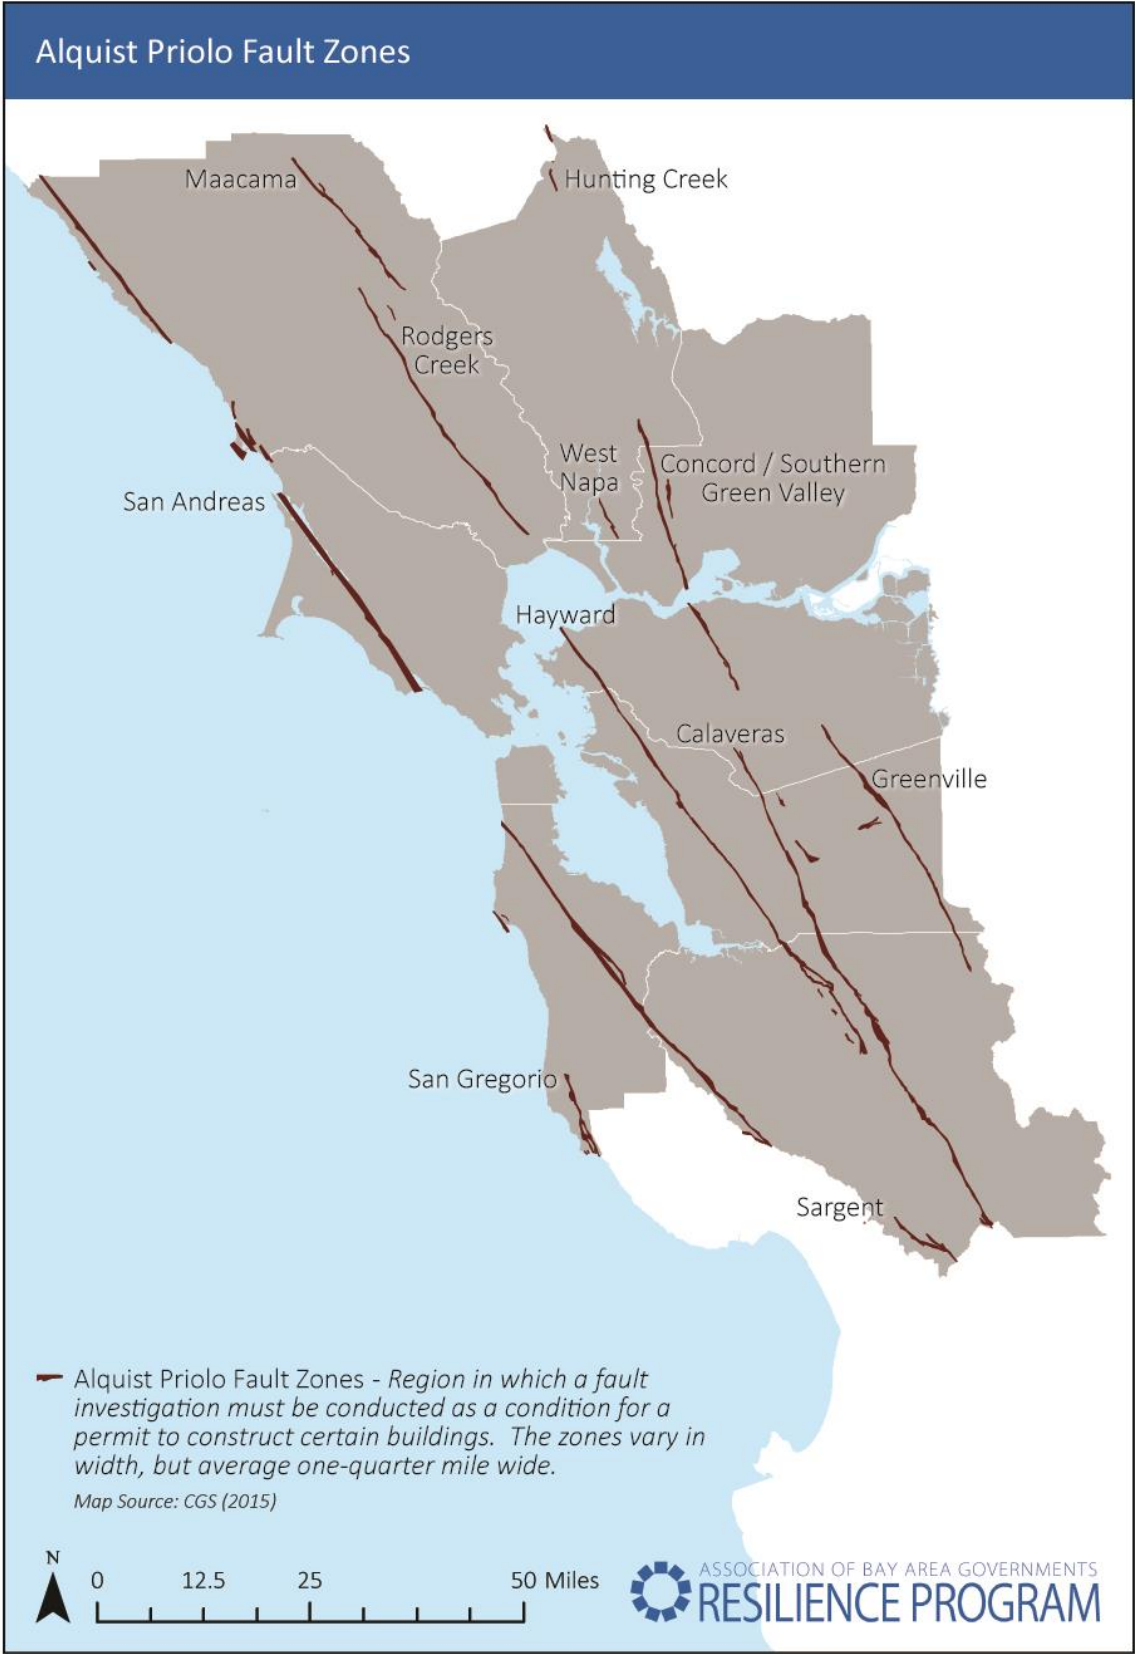 Alquist Priolo Fault Zones
Maacama
Hunting Creek
Rodgers
Creek
West
Napa
Concord / Southern
Green Valley
San Andreas
Hayward
Calaveras
Greenville
San Gregorio
Sargent
Alquist Priolo Fault Zones - Region in which a fault
investigation must be conducted as a condition for a
permit to construct certain buildings. The zones vary in
width, but average one-quarter mile wide.
Map Source: CGS (2015)
N
0 12.5 25 50 Miles
ASSOCIATION OF BAY AREA GOVERNMENTS
RESILIENCE PROGRAM